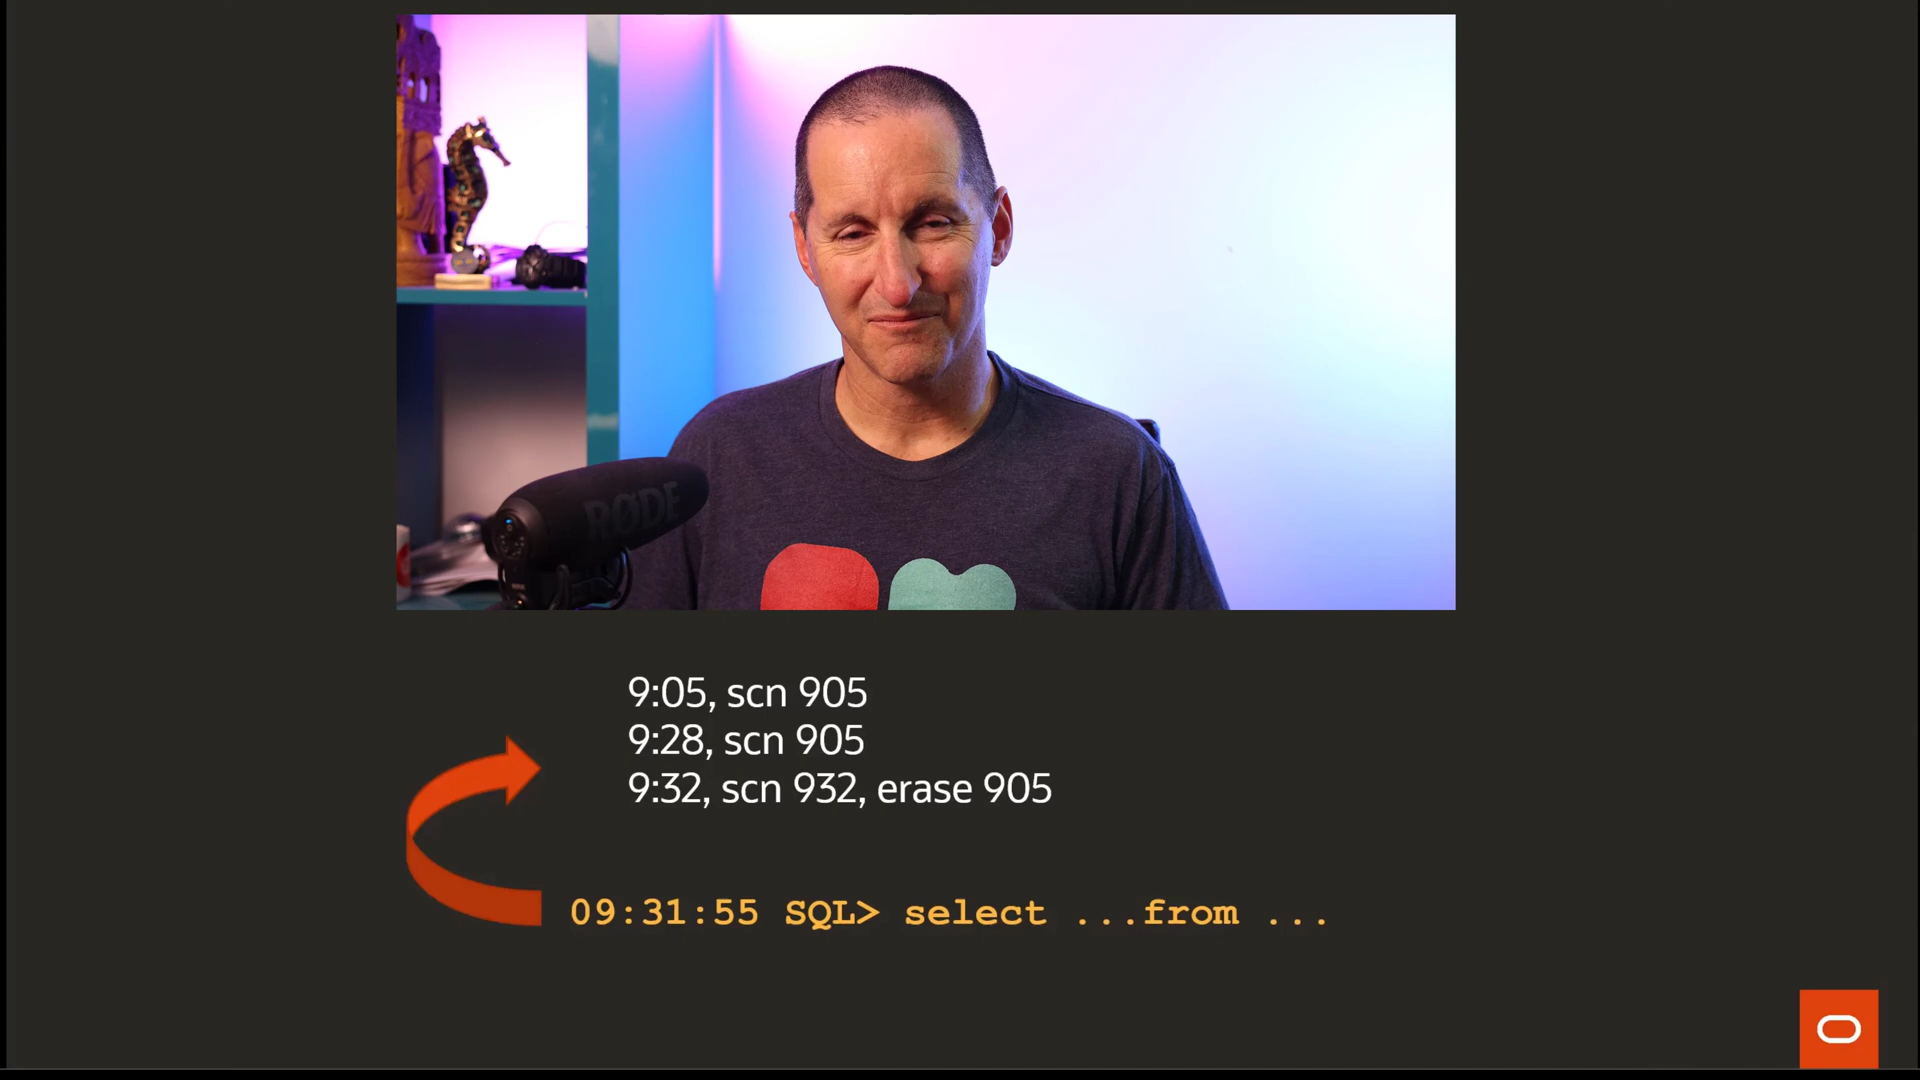 RØDE
9:05, scn 905
9:28, scn 905
9:32, scn 932, erase 905
09:31:55 SQL> select ...from ...